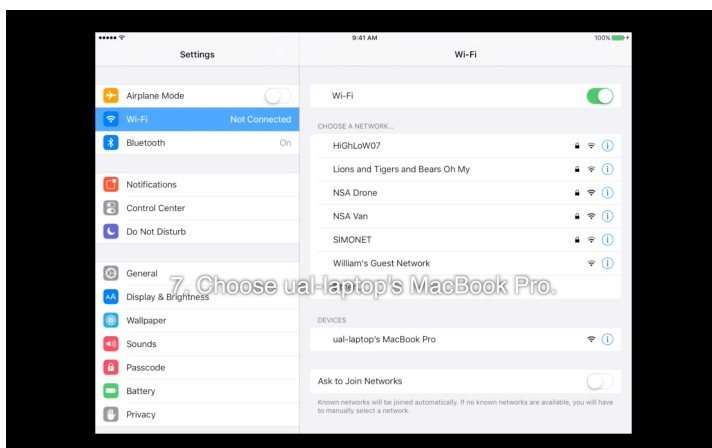 9:41 AM
100%
Settings
Wi-Fi
Airplane Mode
Wi-Fi Not Connected
Bluetooth On
Notifications
Control Center
Do Not Disturb
General
Display & Brightness
Wallpaper
Sounds
Passcode
Battery
Privacy
Wi-Fi
CHOOSE A NETWORK...
HiGhLoW07
Lions and Tigers and Bears Oh My
NSA Drone
NSA Van
SIMONET
William's Guest Network
7. Choose ual-laptop's MacBook Pro.
DEVICES
ual-laptop's MacBook Pro
Ask to Join Networks
Known networks will be joined automatically. If no known networks are available, you will have
to manually select a network.